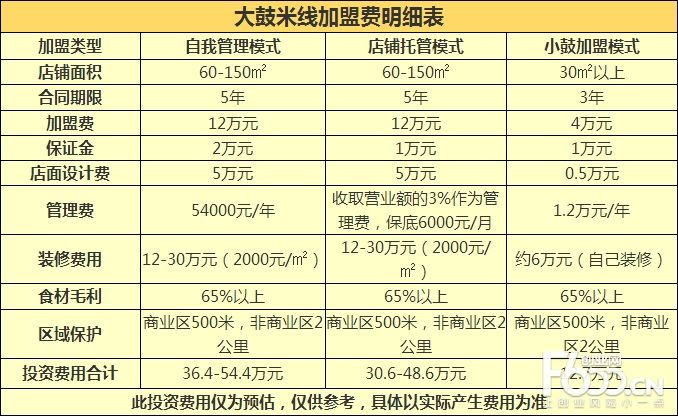 大鼓米线加盟费明细表
加盟类型 自我管理模式 店铺托管模式 小鼓加盟模式
店铺面积 60-150㎡ 60-150㎡ 30㎡以上
合同期限 5年 5年 3年
加盟费 12万元 12万元 4万元
保证金 2万元 1万元 1万元
店面设计费 5万元 5万元 0.5万元
管理费 54000元/年 收取营业额的3%作为管理费，保底6000元/月 1.2万元/年
装修费用 12-30万元（2000元/㎡） 12-30万元（2000元/㎡） 约6万元（自己装修）
食材毛利 65%以上 65%以上 65%以上
区域保护 商业区500米，非商业区2公里 商业区500米，非商业区2公里 商业区500米，非商业区2公里
投资费用合计 36.4-54.4万元 30.6-48.6万元 万元
此投资费用仅为预估，仅供参考，具体以实际产生费用为准
创业网